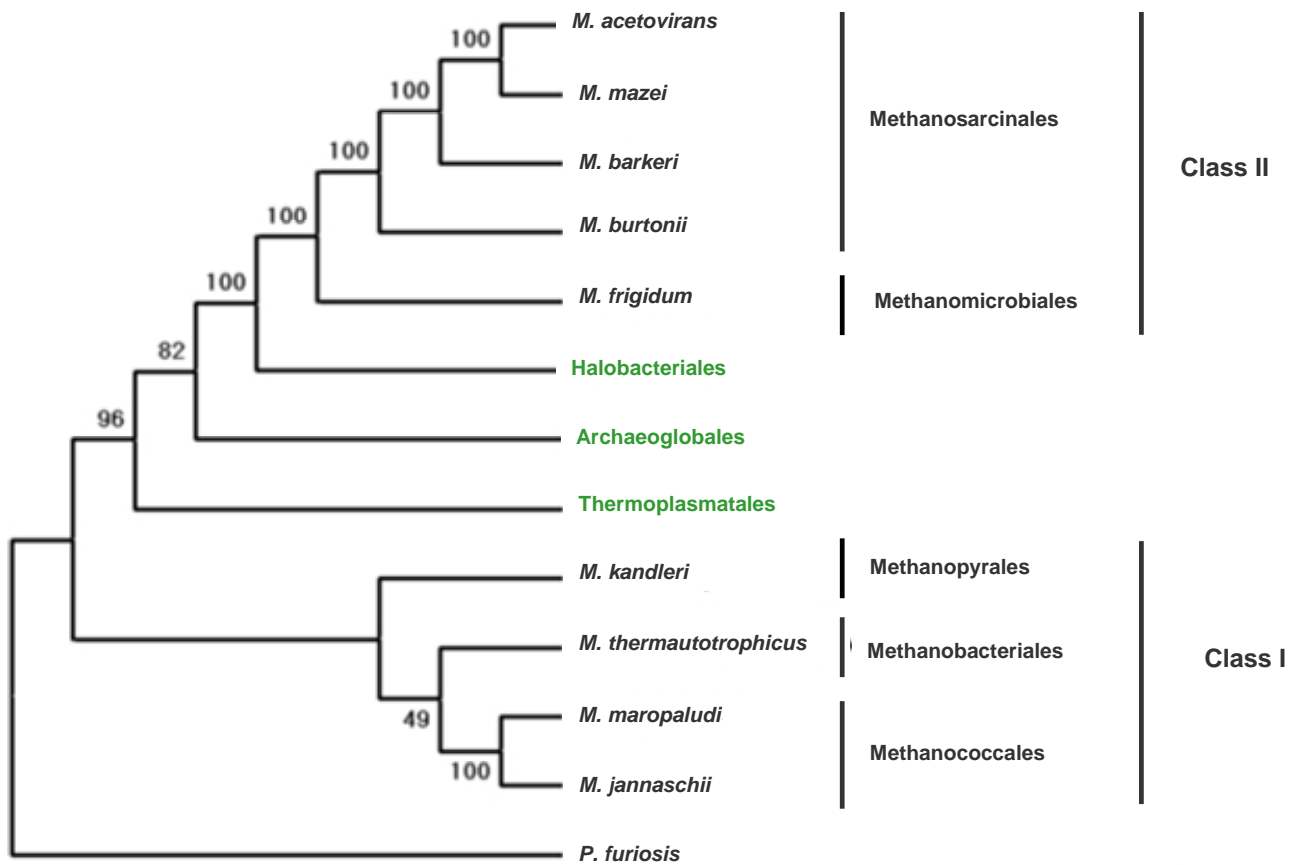 M. acetovirans
100
M. mazei
100
Methanosarcinales
M. barkeri
100
Class II
M. burtonii
100
M. frigidum
Methanomicrobiales
100
Halobacteriales
82
Archaeoglobales
96
Thermoplasmatales
M. kandleri
Methanopyrales
M. thermautotrophicus
Methanobacteriales
Class I
49
M. maropaludi
Methanococcales
100
M. jannaschii
P. furiosis